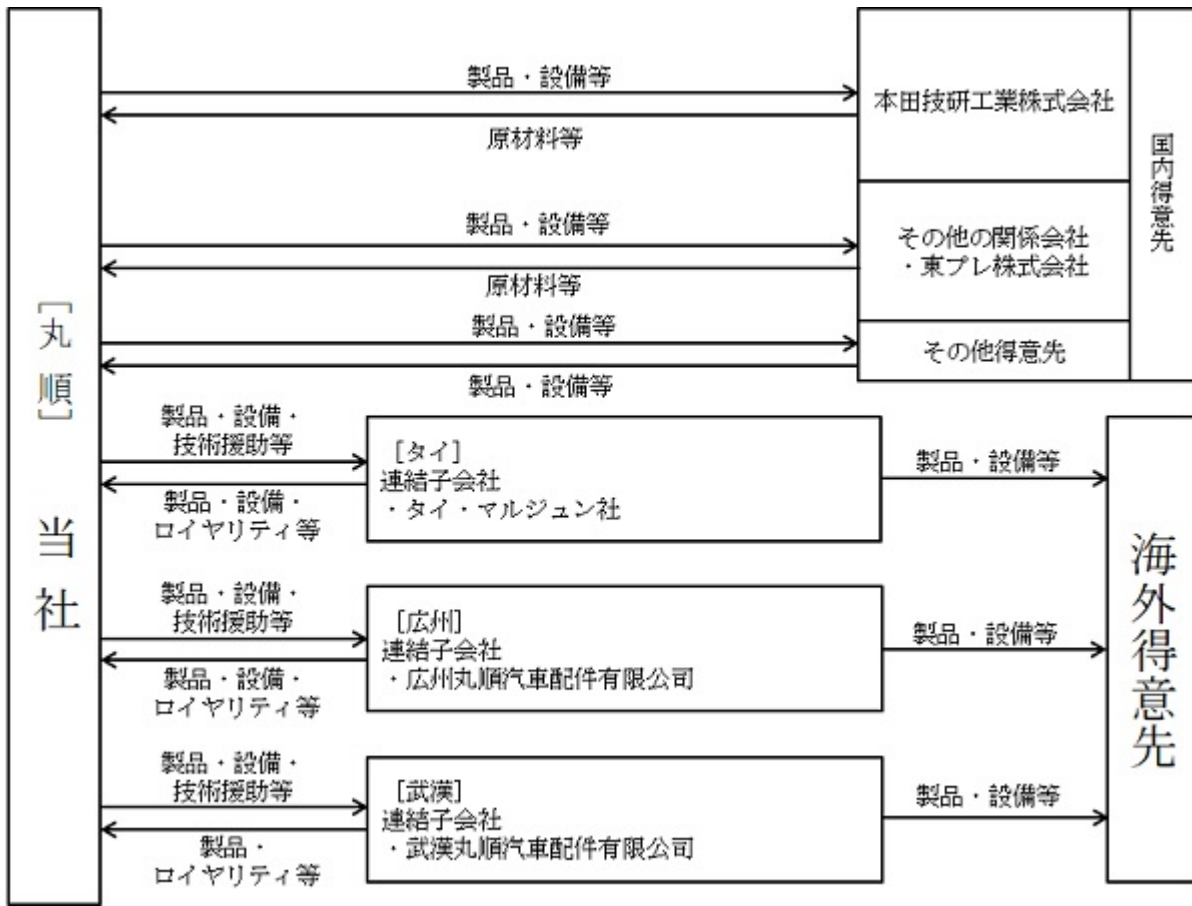 [丸順]
当社
製品・設備等
原材料等
本田技研工業株式会社
国内得意先
製品・設備等
原材料等
その他の関係会社
・東プレ株式会社
製品・設備等
製品・設備等
その他得意先
製品・設備・
技術援助等
製品・設備・
ロイヤリティ等
[タイ]
連結子会社
・タイ・マルジュン社
製品・設備等
海外得意先
製品・設備・
技術援助等
製品・設備・
ロイヤリティ等
[広州]
連結子会社
・広州丸順汽車配件有限公司
製品・設備等
製品・設備・
技術援助等
製品・
ロイヤリティ等
[武漢]
連結子会社
・武漢丸順汽車配件有限公司
製品・設備等